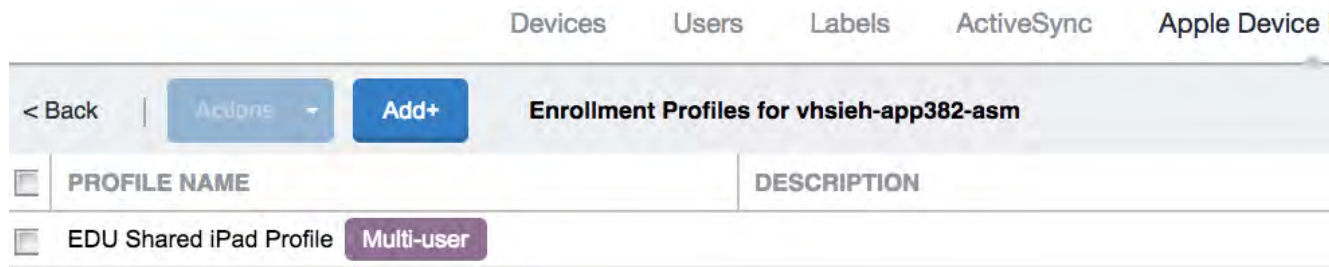 Devices Users Labels ActiveSync Apple Device
< Back | Actions Add+ Enrollment Profiles for vhsieh-app382-asm
PROFILE NAME DESCRIPTION
EDU Shared iPad Profile Multi-user